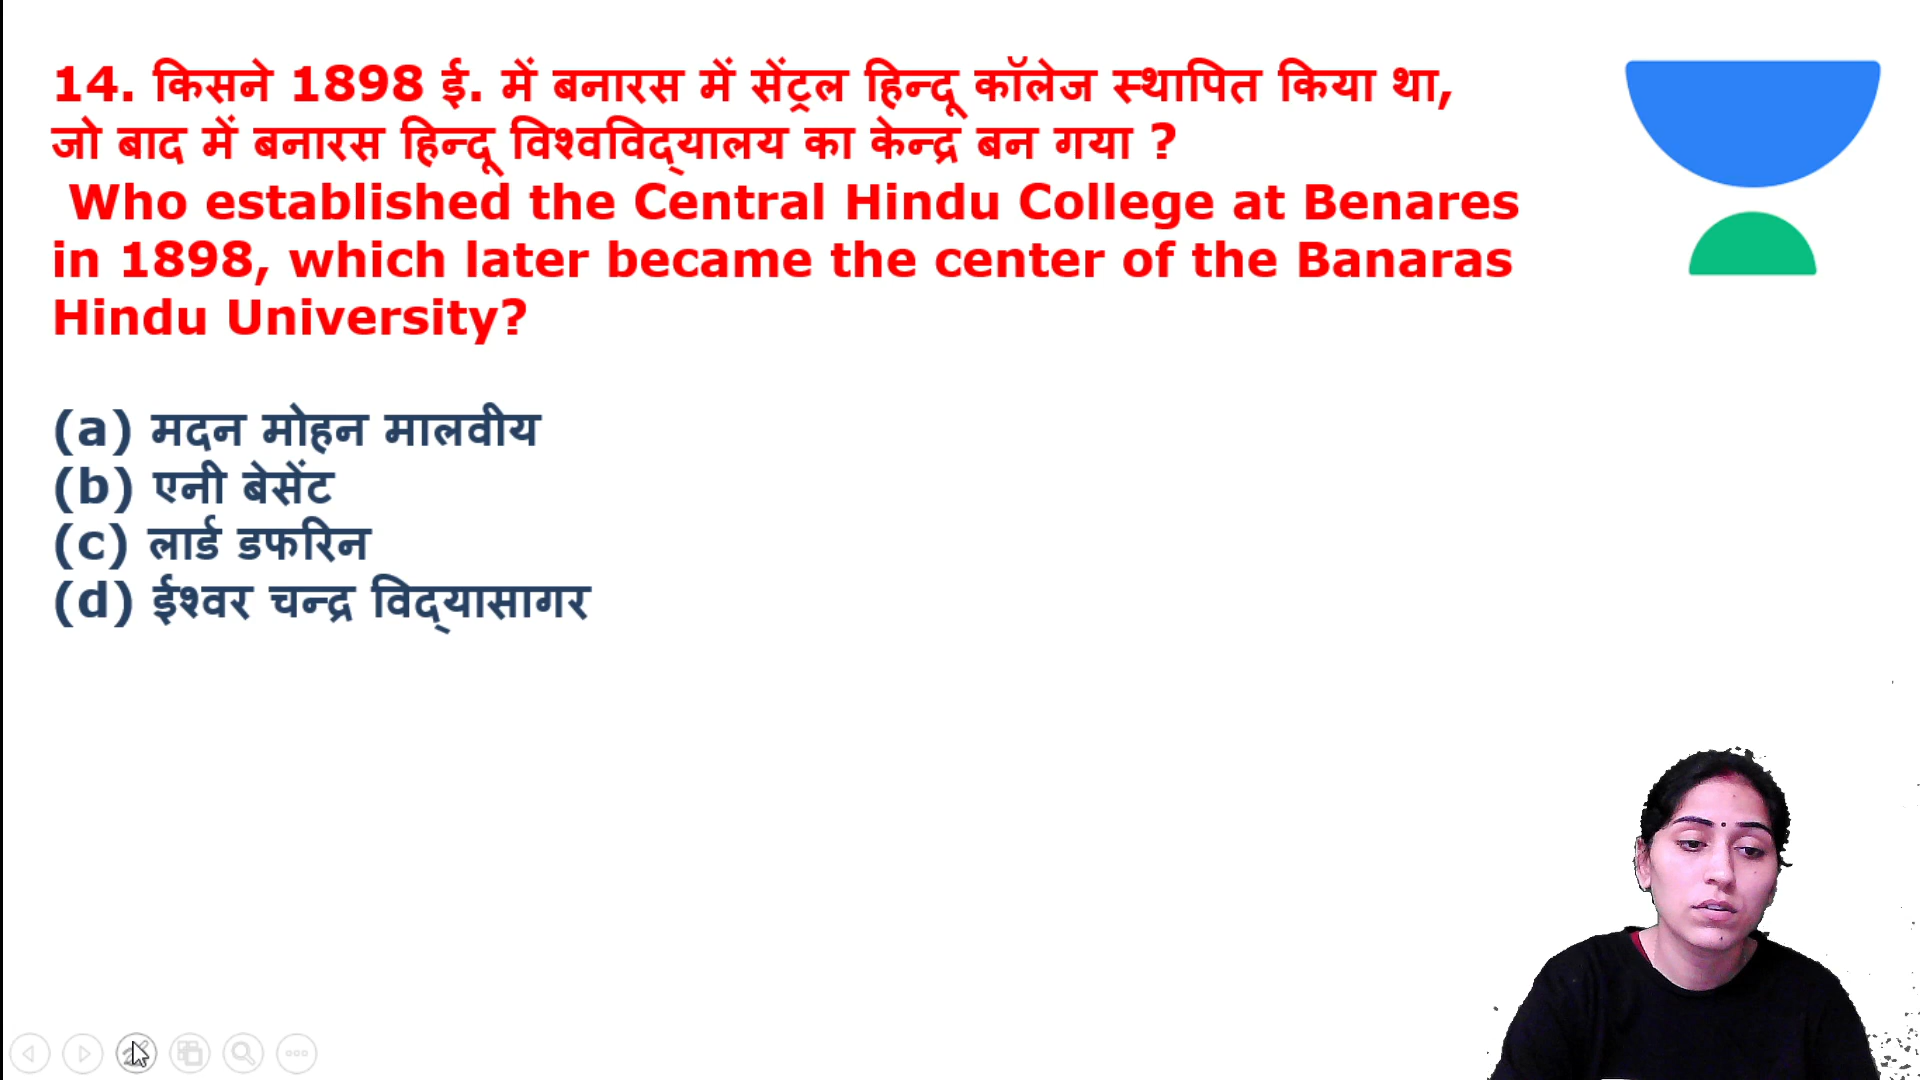 14. किसने 1898 ई. में बनारस में सेंट्रल हिन्दू कॉलेज स्थापित किया था,
जो बाद में बनारस हिन्दू विश्वविद्यालय का केन्द्र बन गया ?
Who established the Central Hindu College at Benares
in 1898, which later became the center of the Banaras
Hindu University?
(a) मदन मोहन मालवीय
(b) एनी बेसेंट
(c) लार्ड डफरिन
(d) ईश्वर चन्द्र विद्यासागर